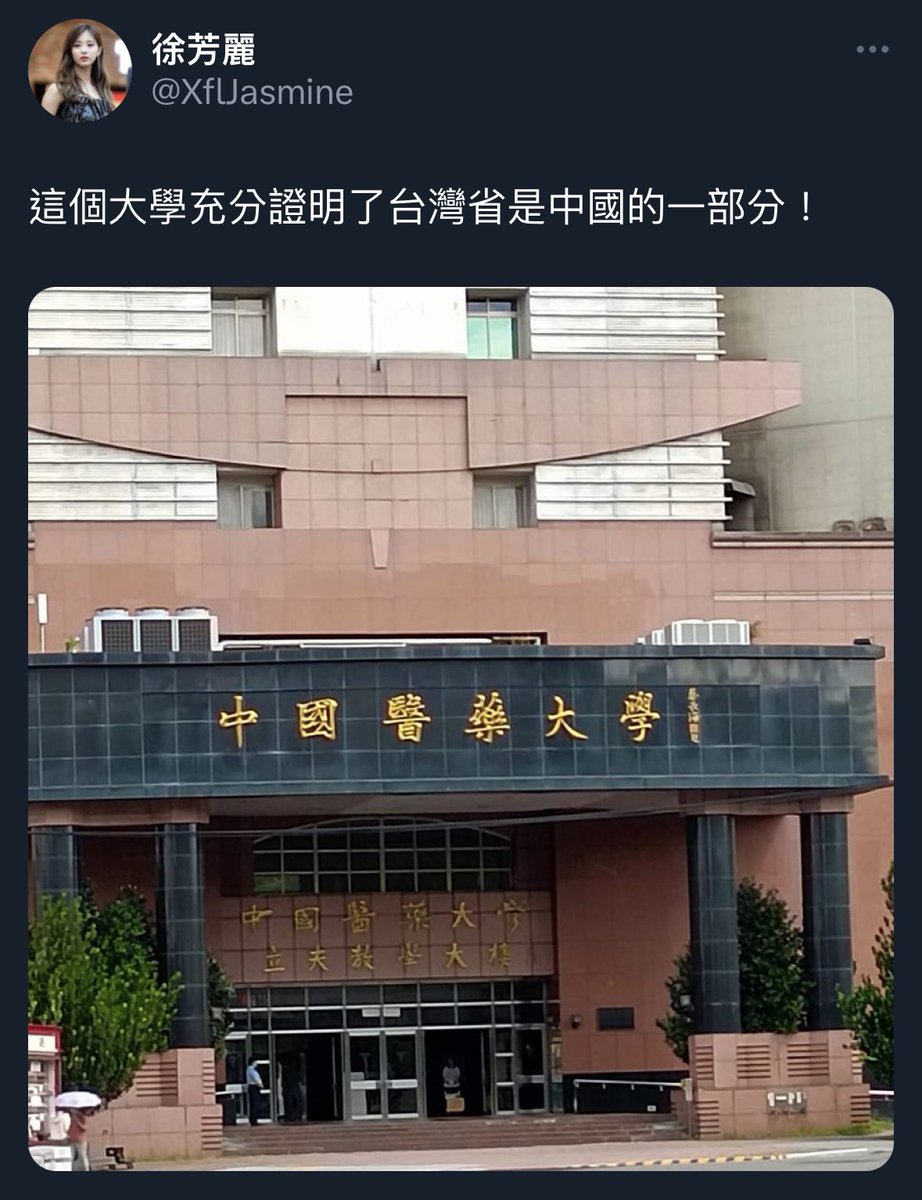 徐芳麗
@XflJasmine
這個大學充分證明了台灣省是中國的一部分！
中國醫藥大學
中國醫藥大學
立夫教學大樓